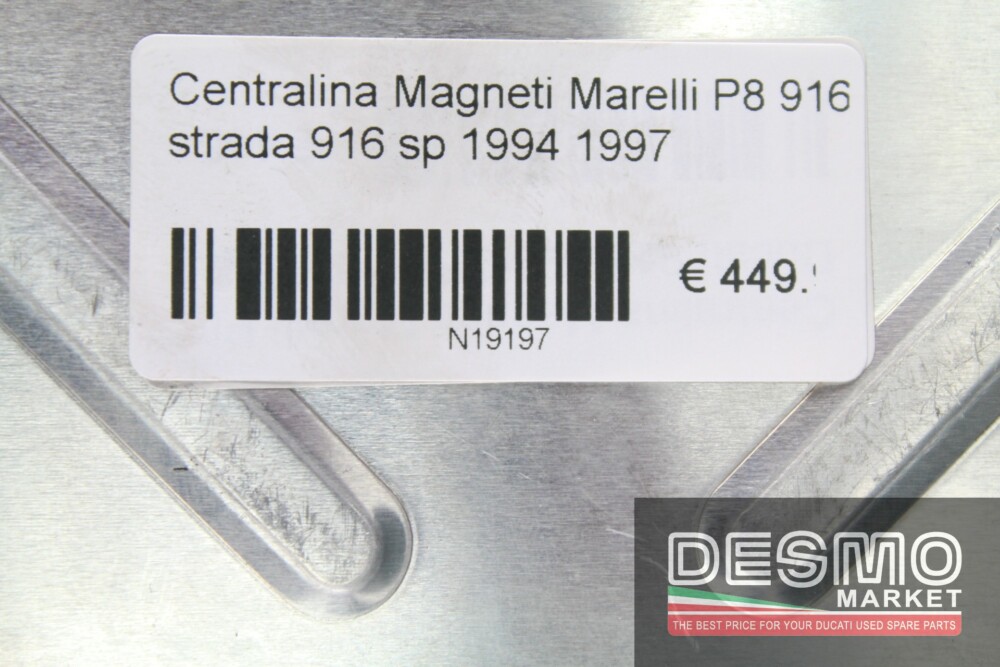 Centralina Magneti Marelli P8 916
strada 916 sp 1994 1997
€ 449.
N19197
DESMO
MARKET
THE BEST PRICE FOR YOUR DUCATI USED SPARE PARTS